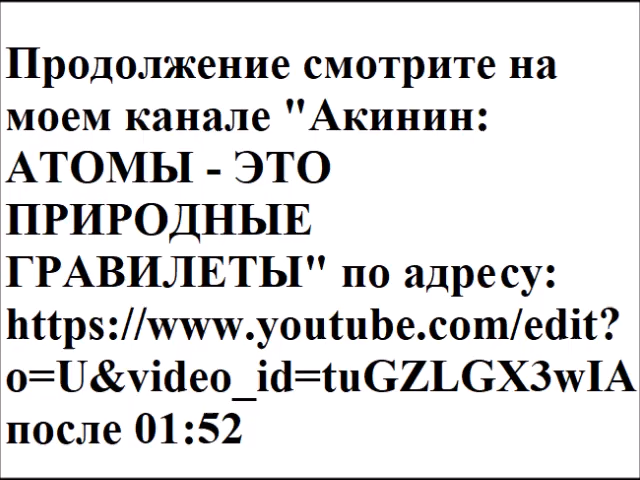 Продолжение смотрите на
моем канале "Акинин:
АТОМЫ - ЭТО
ПРИРОДНЫЕ
ГРАВИЛЕТЫ" по адресу:
https://www.youtube.com/edit?
o=U&video_id=tuGZLGX3wIA
после 01:52